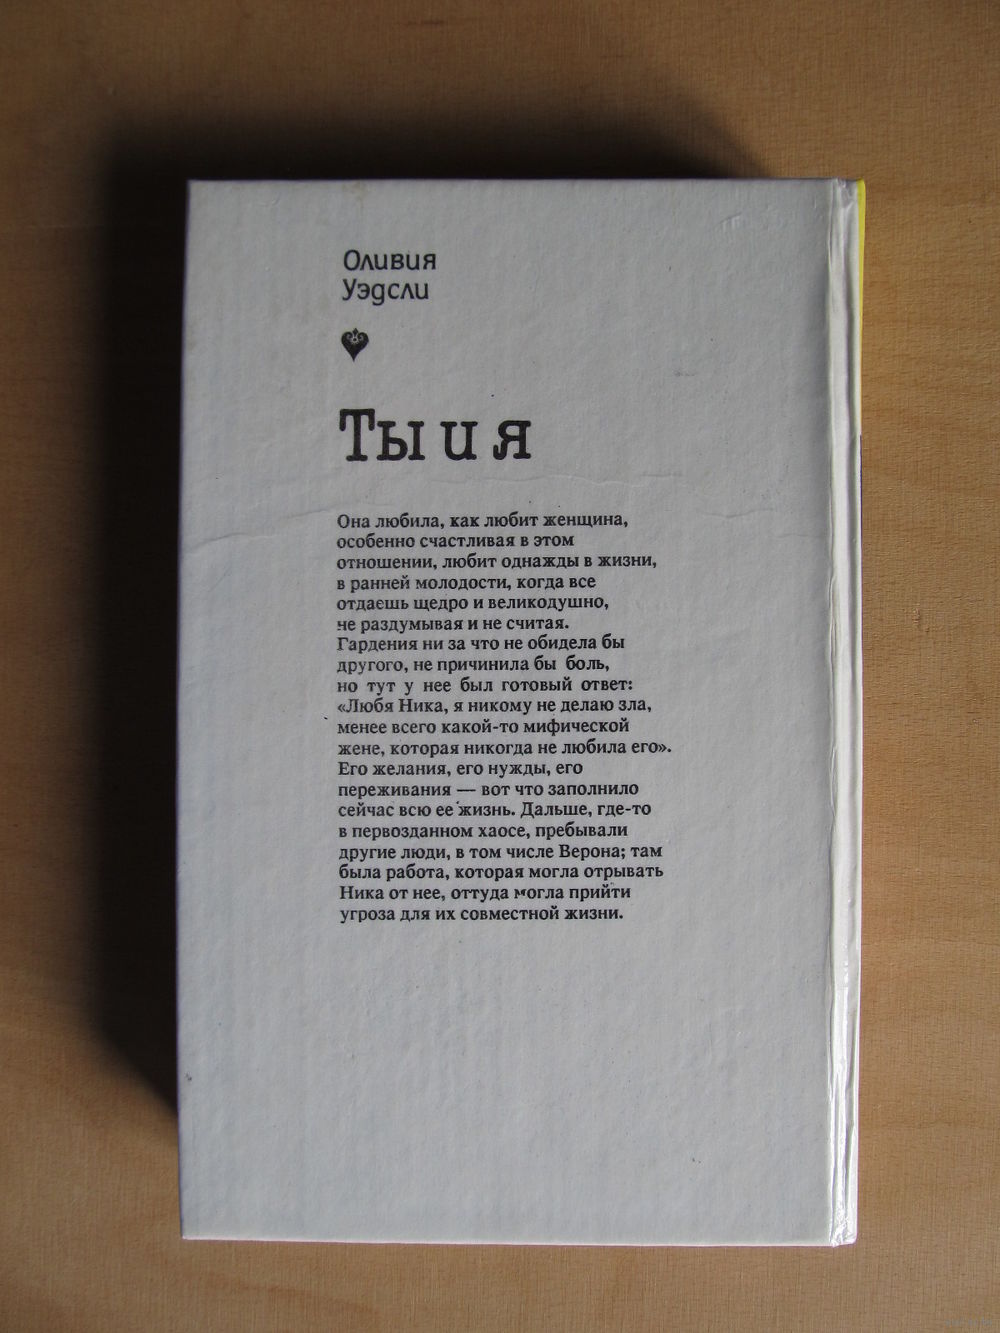 Оливия
Уэдсли
Ты и я
Она любила, как любит женщина,
особенно счастливая в этом
отношении, любит однажды в жизни,
в ранней молодости, когда все
отдаешь щедро и великодушно,
не раздумывая и не считая.
Гардения ни за что не обидела бы
другого, не причинила бы боль,
но тут у нее был готовый ответ:
«Любя Ника, я никому не делаю зла,
менее всего какой-то мифической
жене, которая никогда не любила его».
Его желания, его нужды, его
переживания — вот что заполнило
сейчас всю ее жизнь. Дальше, где-то
в первозданном хаосе, пребывали
другие люди, в том числе Верона; там
была работа, которая могла отрывать
Ника от нее, оттуда могла прийти
угроза для их совместной жизни.